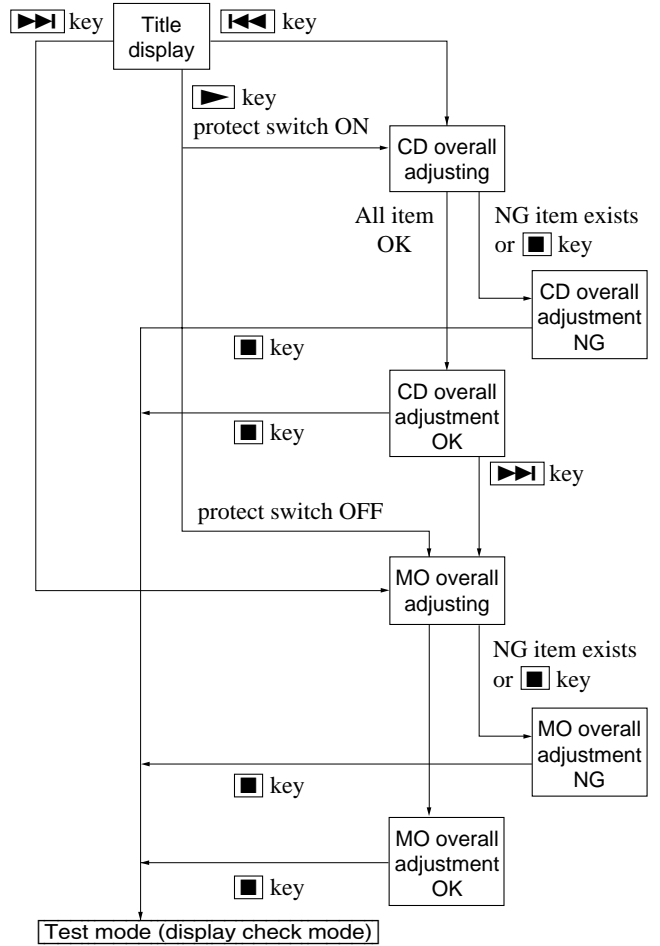 key
Title
display
key
key
protect switch ON
CD overall
adjusting
All item
OK
NG item exists
or key
CD overall
adjustment
NG
key
CD overall
adjustment
OK
key
key
protect switch OFF
MO overall
adjusting
NG item exists
or key
MO overall
adjustment
NG
key
MO overall
adjustment
OK
key
Test mode (display check mode)